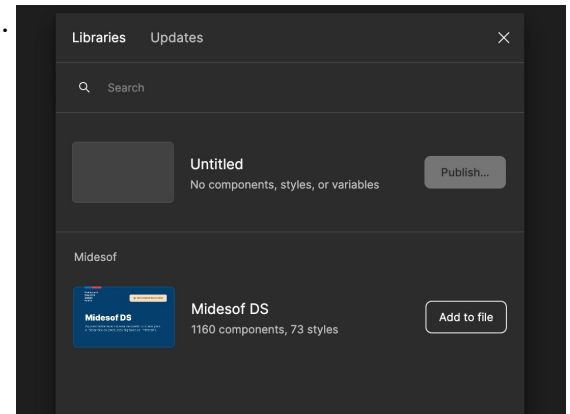 Libraries Updates
Search
Untitled
No components, styles, or variables
Publish...
Midesof
Midesof DS
Midesof DS
1160 components, 73 styles
Add to file